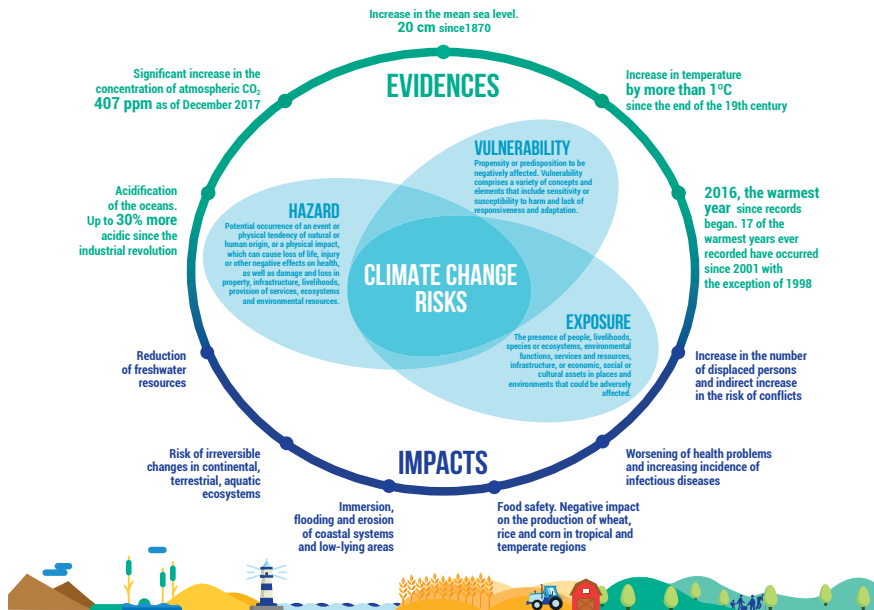 Increase in the mean sea level.
20 cm since1870
Significant increase in the
concentration of atmospheric CO₂
407 ppm as of December 2017
EVIDENCES
Increase in temperature
by more than 1ºC
since the end of the 19th century
Acidification
of the oceans.
Up to 30% more
acidic since the
industrial revolution
2016, the warmest
year since records
began. 17 of the
warmest years ever
recorded have occurred
since 2001 with
the exception of 1998
VULNERABILITY
Propensity or predisposition to be
negatively affected. Vulnerability
comprises a variety of concepts and
elements that include sensitivity or
susceptibility to harm and lack of
responsiveness and adaptation.
HAZARD
Potential occurrence of an event or
physical tendency of natural or
human origin, or a physical impact,
which can cause loss of life, injury
or other negative effects on health,
as well as damage and loss in
property, infrastructure, livelihoods,
provision of services, ecosystems
and environmental resources.
CLIMATE CHANGE
RISKS
EXPOSURE
The presence of people, livelihoods,
species or ecosystems, environmental
functions, services and resources,
infrastructure, or economic, social or
cultural assets in places and
environments that could be adversely
affected.
Reduction
of freshwater
resources
Increase in the number
of displaced persons
and indirect increase
in the risk of conflicts
Risk of irreversible
changes in continental,
terrestrial, aquatic
ecosystems
IMPACTS
Worsening of health problems
and increasing incidence of
infectious diseases
Immersion,
flooding and erosion
of coastal systems
and low-lying areas
Food safety. Negative impact
on the production of wheat,
rice and corn in tropical and
temperate regions